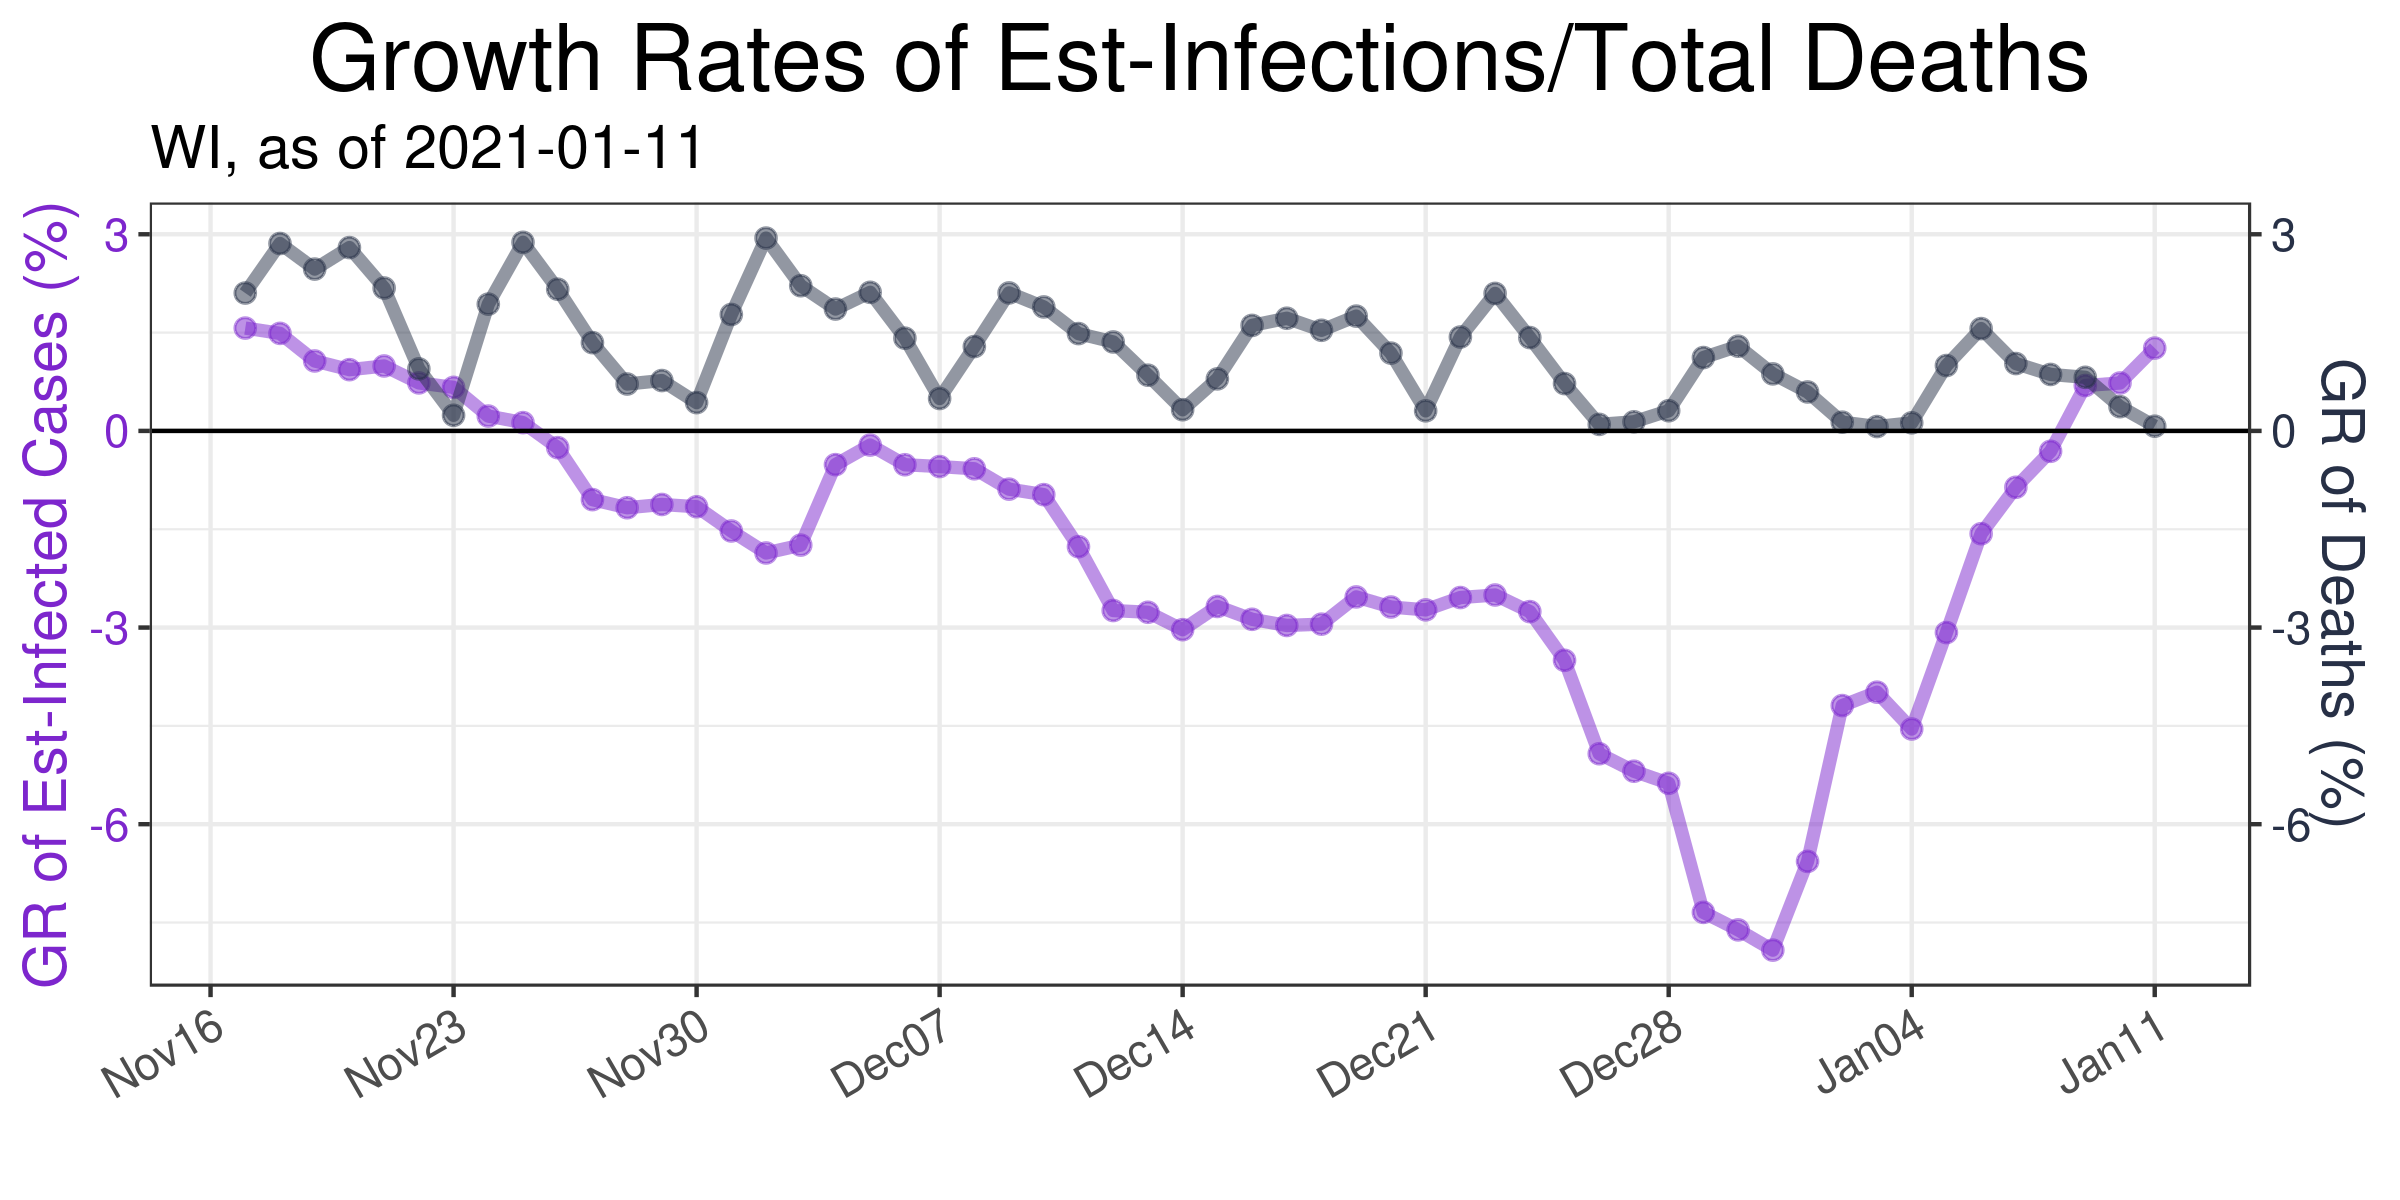 Growth Rates of Est-Infections/Total Deaths
WI, as of 2021-01-11
GR of Est-Infected Cases (%)
3
0
-3
-6
3
0
-3
-6
GR of Deaths (%)
Nov16
Nov23
Nov30
Dec07
Dec14
Dec21
Dec28
Jan04
Jan11